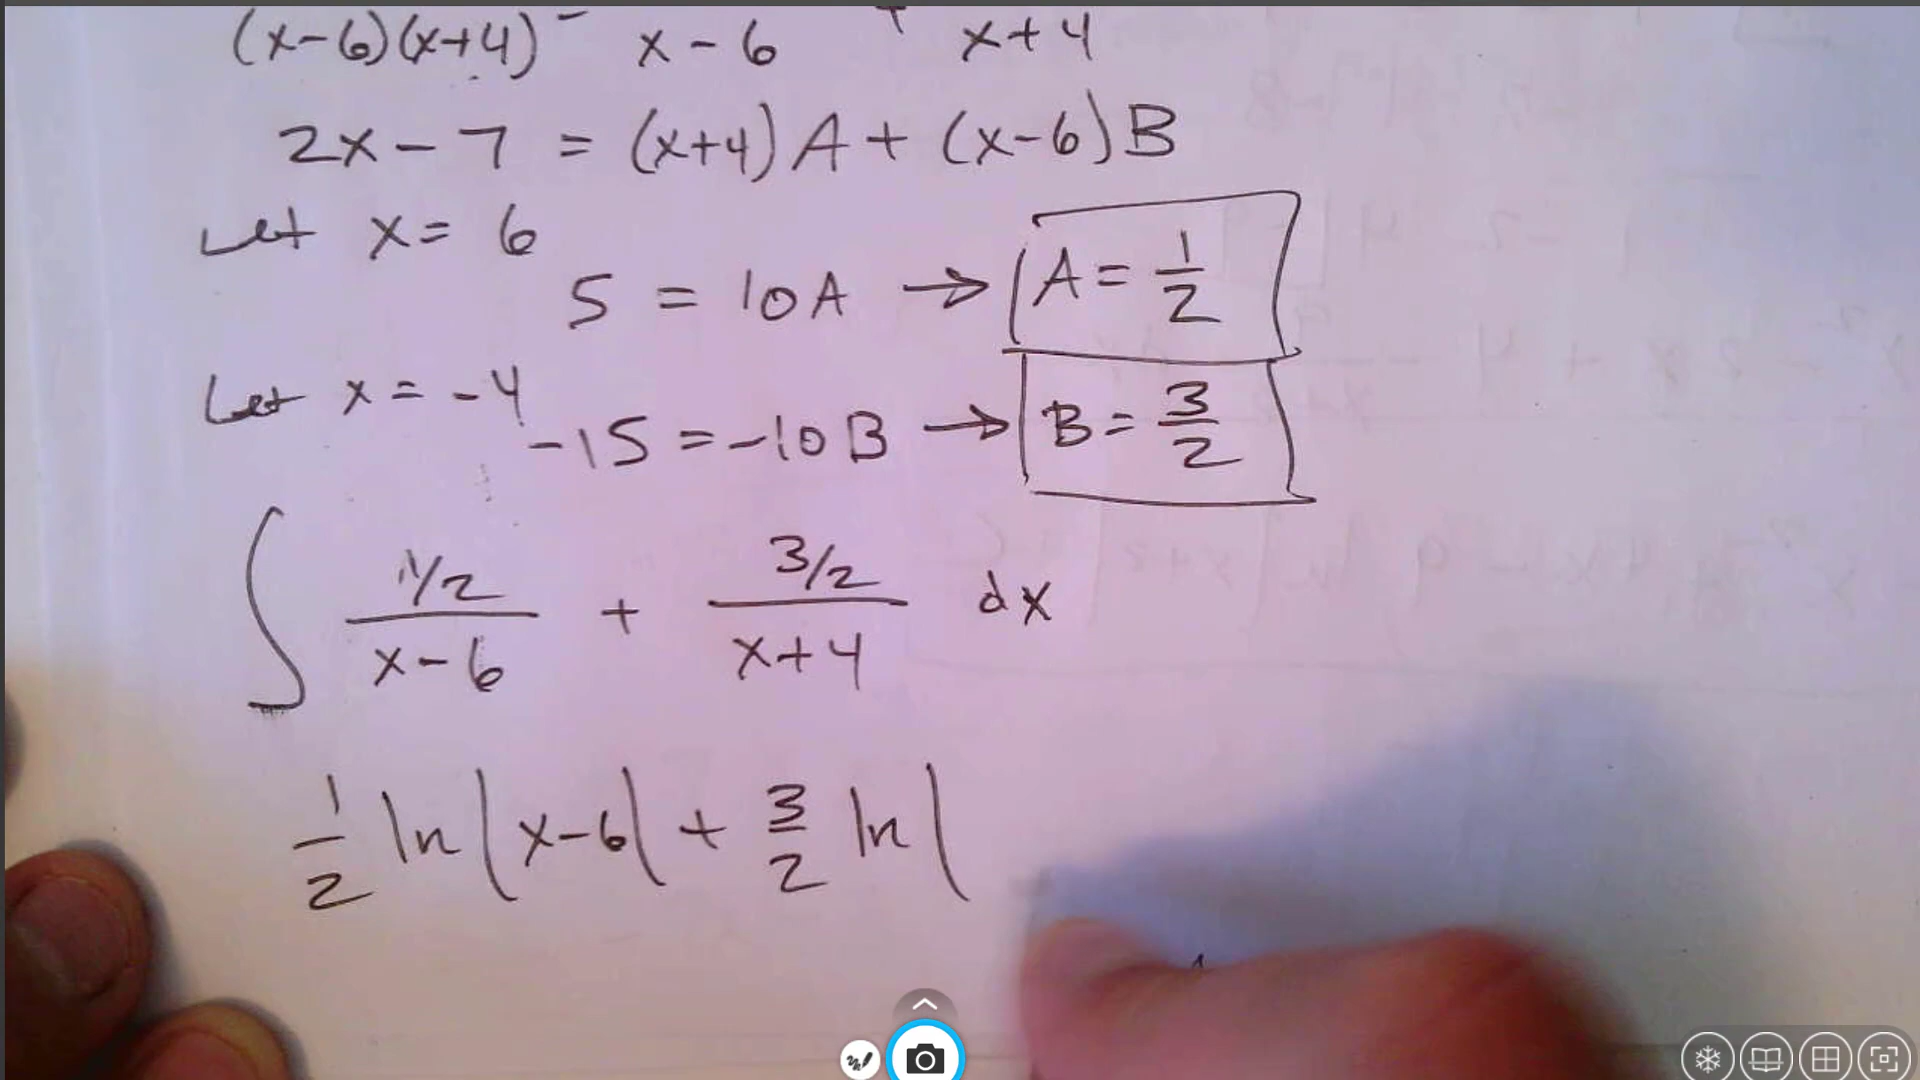 (x-6)(x+4) x-6 + x+4
2x-7 = (x+4)A + (x-6)B
Let x = 6
5 = 10A → A = 1/2
Let x = -4
-15 = -10B → B = 3/2
∫ 1/2 / x-6 + 3/2 / x+4 dx
1/2 ln|x-6| + 3/2 ln|